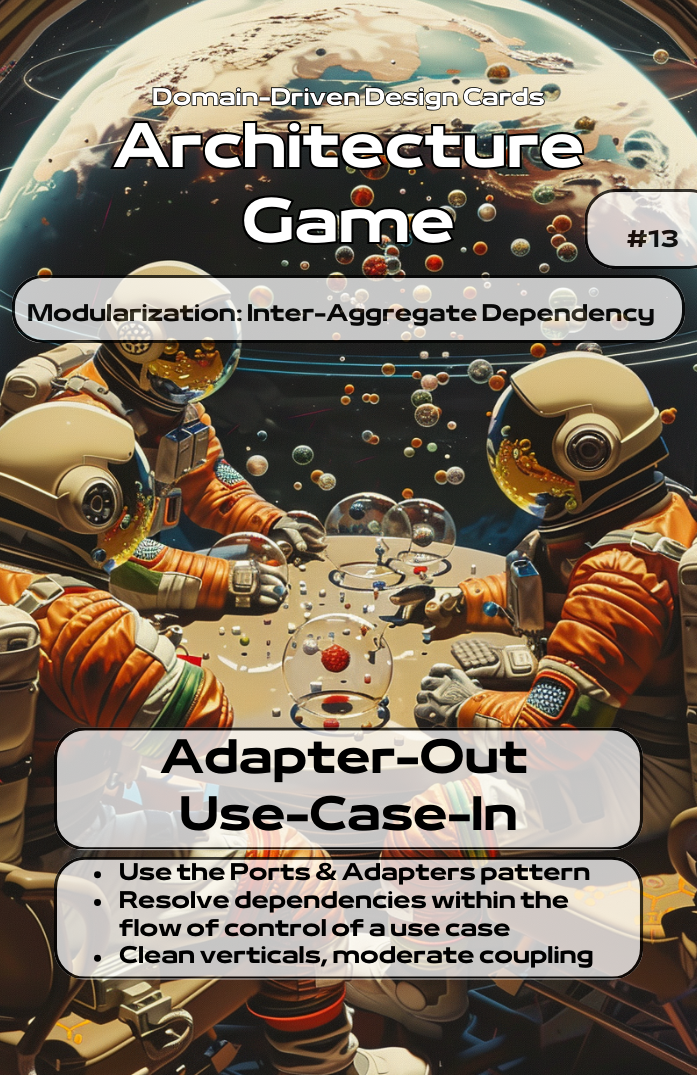 Domain-Driven Design Cards
Architecture
Game
#13
Modularization: Inter-Aggregate Dependency
Adapter-Out
Use-Case-In
• Use the Ports & Adapters pattern
• Resolve dependencies within the
flow of control of a use case
• Clean verticals, moderate coupling